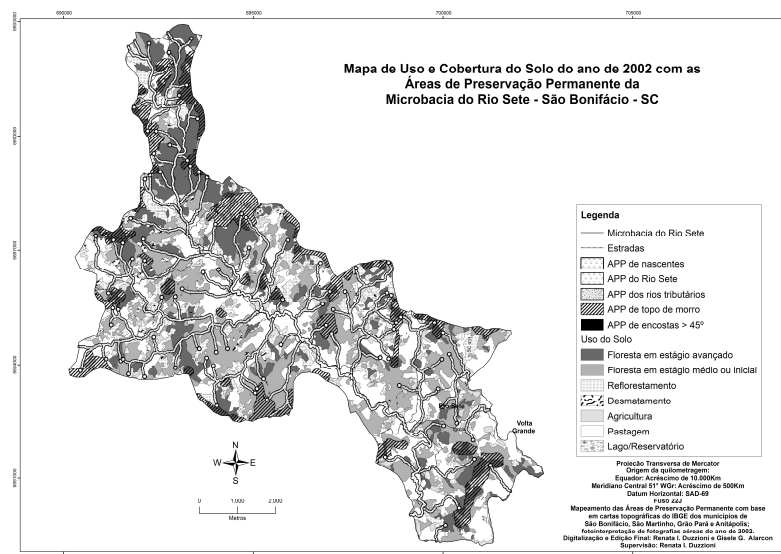 690000 695000 700000 705000
Mapa de Uso e Cobertura do Solo do ano de 2002 com as
Áreas de Preservação Permanente da
Microbacia do Rio Sete - São Bonifácio - SC
Legenda
Microbacia do Rio Sete
Estradas
APP de nascentes
APP do Rio Sete
APP dos rios tributários
APP de topo de morro
APP de encostas > 45º
Uso do Solo
Floresta em estágio avançado
Floresta em estágio médio ou inicial
Reflorestamento
Desmatamento
Agricultura
Pastagem
Lago/Reservatório
Volta
Grande
N
W E
S
0 1.000 2.000
Metros
Projeção Transversa de Mercator
Origem da quilometragem:
Equador: Acréscimo de 10.000Km
Meridiano Central 51° WGr: Acréscimo de 500Km
Datum Horizontal: SAD-69
Fuso 22J
Mapeamento das Áreas de Preservação Permanente com base
em cartas topográficas do IBGE dos municípios de
São Bonifácio, São Martinho, Grão Pará e Anitápolis;
fotointerpretação de fotografias aéreas do ano de 2002.
Digitalização e Edição Final: Renata I. Duzzioni e Gisele G. Alarcon
Supervisão: Renata I. Duzzioni